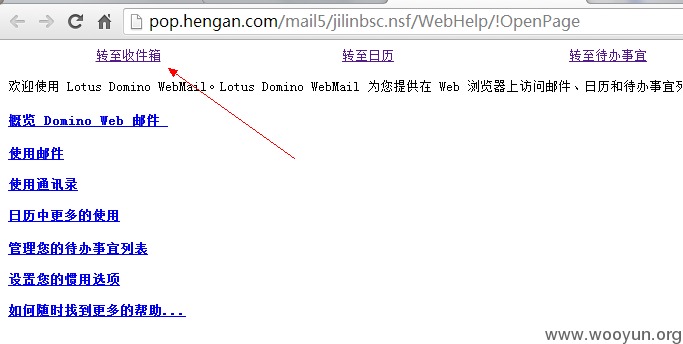 pop.hengan.com/mail5/jilinbsc.nsf/WebHelp/!OpenPage
转至收件箱 转至日历 转至待办事宜
欢迎使用 Lotus Domino WebMail。Lotus Domino WebMail 为您提供在 Web 浏览器上访问邮件、日历和待办事宜列
概览 Domino Web 邮件
使用邮件
使用通讯录
日历中更多的使用
管理您的待办事宜列表
设置您的惯用选项
如何随时找到更多的帮助...
www.wooyun.org